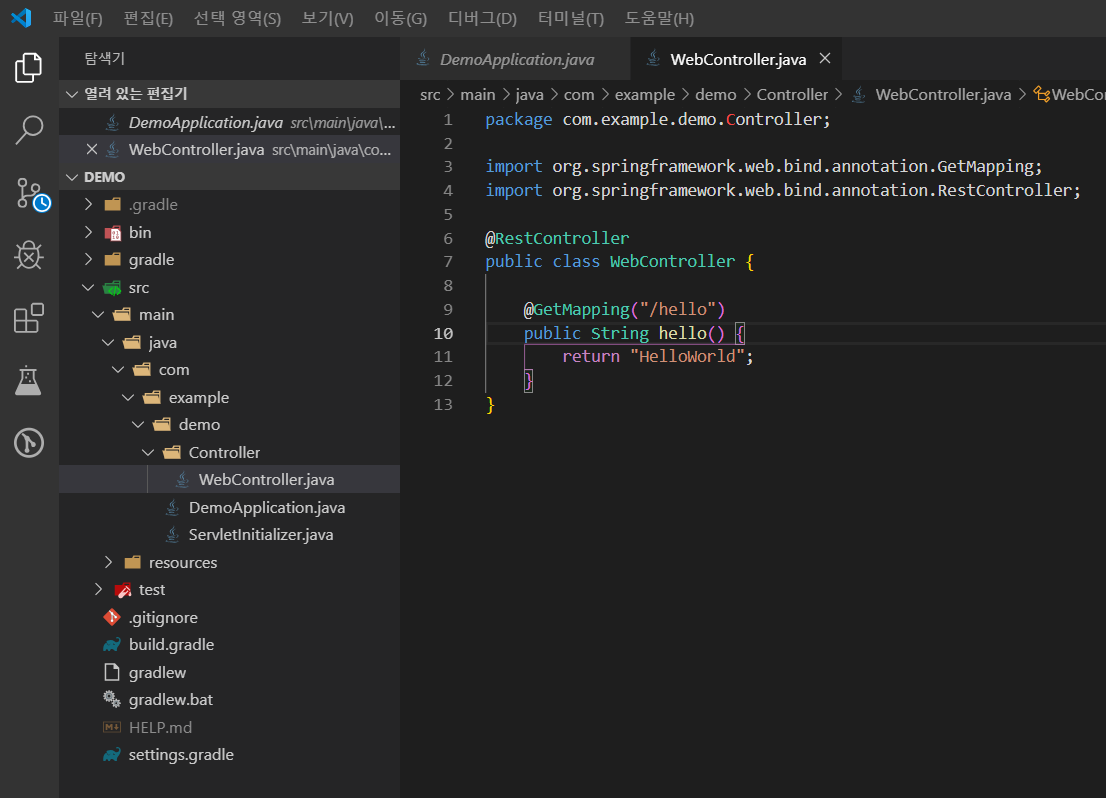 파일(F) 편집(E) 선택 영역(S) 보기(V) 이동(G) 디버그(D) 터미널(T) 도움말(H)
탐색기
열려 있는 편집기
DemoApplication.java src\main\java\...
WebController.java src\main\java\co...
DEMO
.gradle
bin
gradle
src
main
java
com
example
demo
Controller
WebController.java
DemoApplication.java
ServletInitializer.java
resources
test
.gitignore
build.gradle
gradlew
gradlew.bat
HELP.md
settings.gradle
DemoApplication.java WebController.java
src > main > java > com > example > demo > Controller > WebController.java > WebCo
1 package com.example.demo.Controller;
2
3 import org.springframework.web.bind.annotation.GetMapping;
4 import org.springframework.web.bind.annotation.RestController;
5
6 @RestController
7 public class WebController {
8
9 @GetMapping("/hello")
10 public String hello() {
11 return "HelloWorld";
12 }
13 }